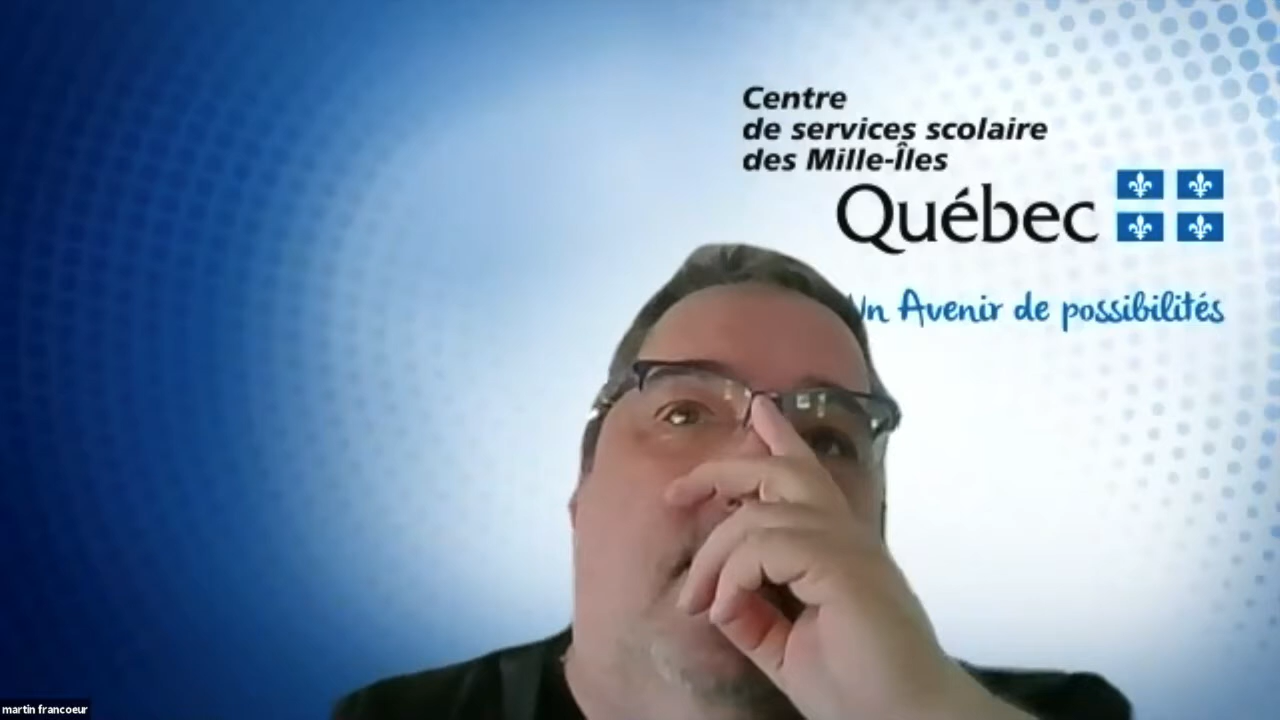 Centre
de services scolaire
des Mille-Îles
Québec
Un Avenir de possibilités
martin francoeur